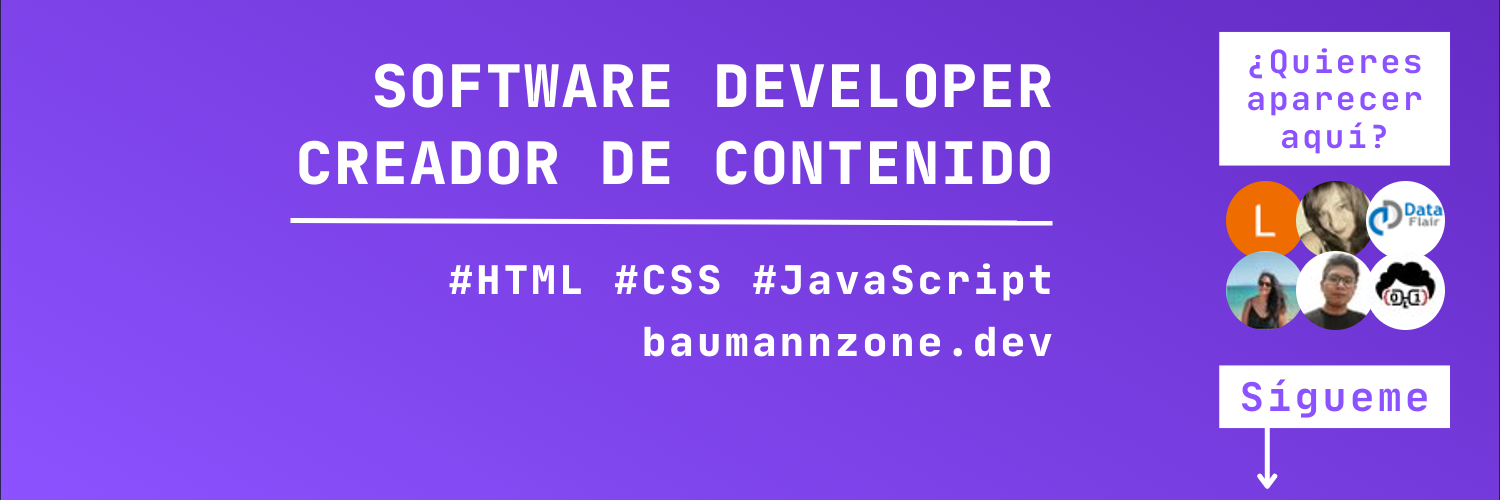 SOFTWARE DEVELOPER
CREADOR DE CONTENIDO
#HTML #CSS #JavaScript
baumannzone.dev
¿Quieres
aparecer
aquí?
L
Data
Flair
Sígueme